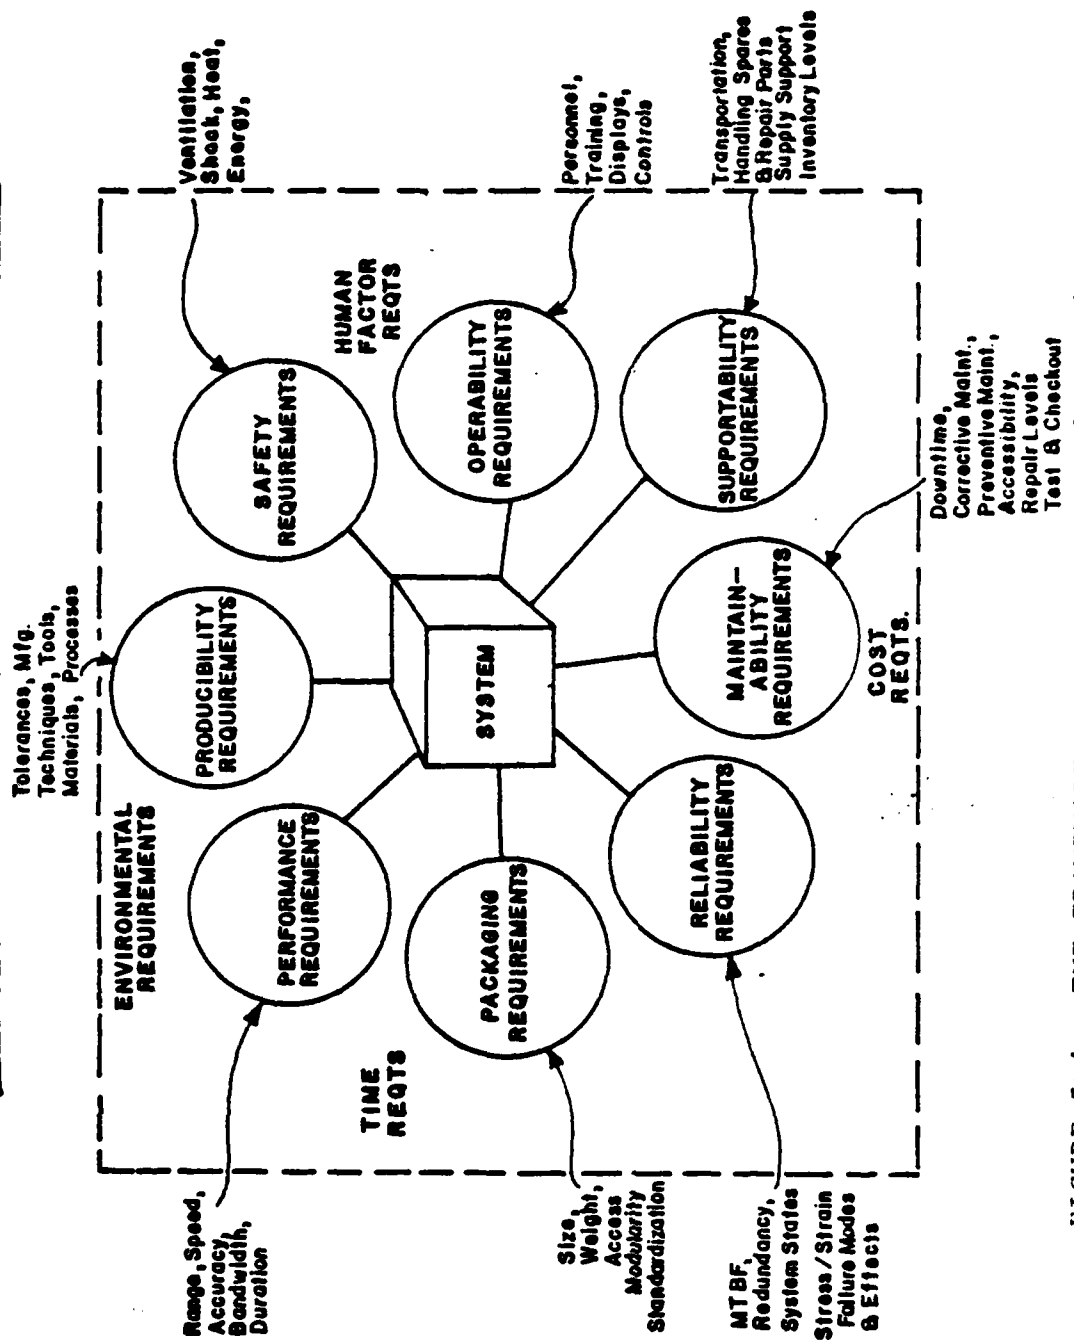 Tolerances, Mfg.
Techniques, Tools,
Materials, Processes
Range, Speed,
Accuracy,
Bandwidth,
Duration
ENVIRONMENTAL
REQUIREMENTS
PERFORMANCE
REQUIREMENTS
PRODUCIBILITY
REQUIREMENTS
SAFETY
REQUIREMENTS
Ventilation,
Shock, Heat,
Energy,
TIME
REQTS
HUMAN
FACTOR
REQTS
Size,
Weight,
Access
Modularity
Standardization
PACKAGING
REQUIREMENTS
SYSTEM
OPERABILITY
REQUIREMENTS
Personnel,
Training,
Displays,
Controls
MTBF,
Redundancy,
System States
Stress/Strain
Failure Modes
& Effects
RELIABILITY
REQUIREMENTS
MAINTAIN-
ABILITY
REQUIREMENTS
SUPPORTABILITY
REQUIREMENTS
Transportation,
Handling Spares
& Repair Parts
Supply Support
Inventory Levels
COST
REQTS.
Downtime,
Corrective Maint.,
Preventive Maint.,
Accessibility,
Repair Levels
Test & Checkout